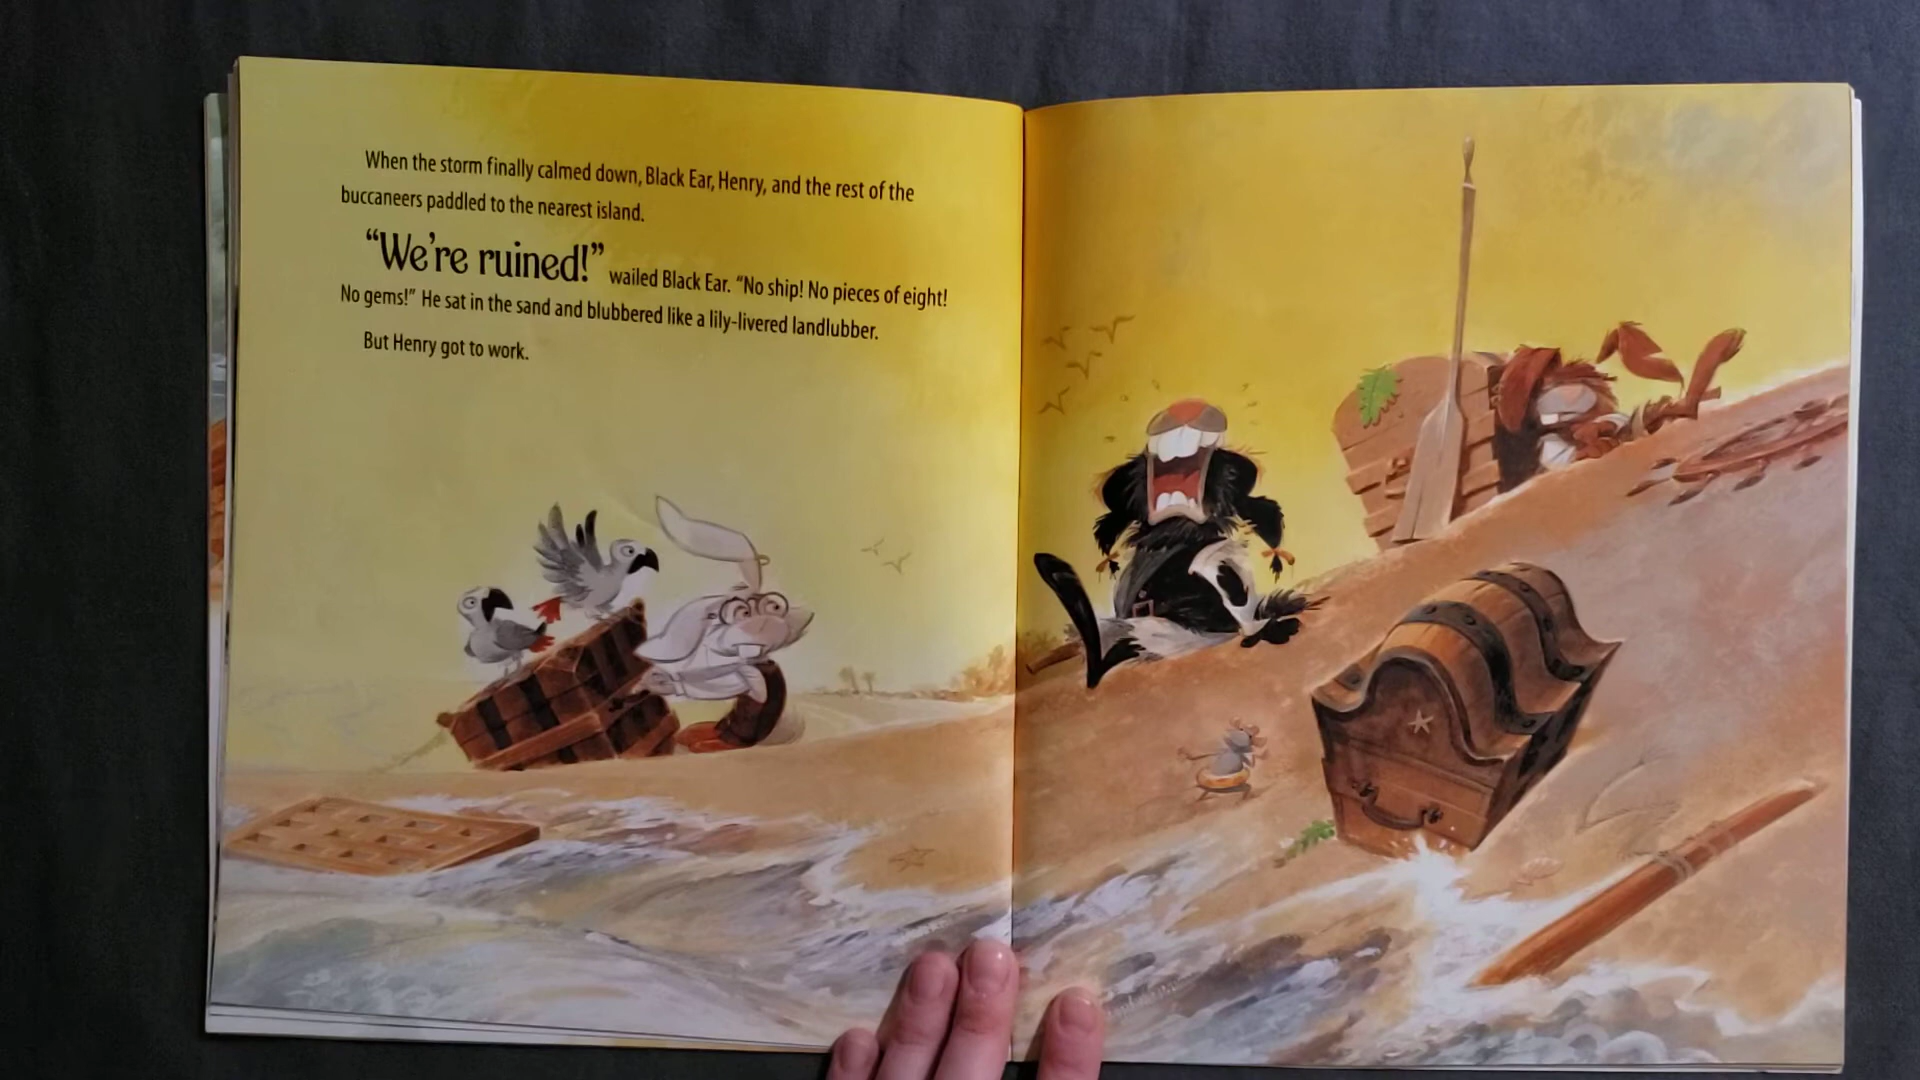 When the storm finally calmed down, Black Ear, Henry, and the rest of the
buccaneers paddled to the nearest island.
“We’re ruined!” wailed Black Ear. “No ship! No pieces of eight!
No gems!” He sat in the sand and blubbered like a lily-livered landlubber.
But Henry got to work.